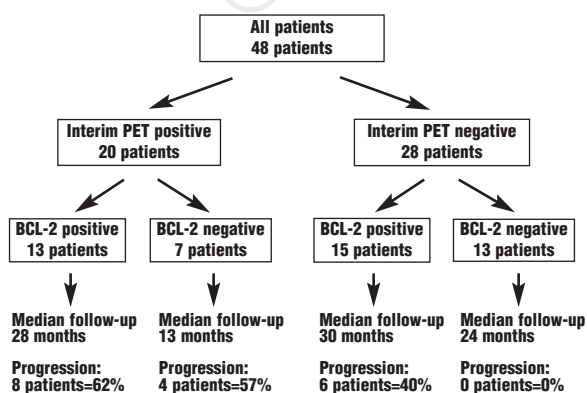 All patients
48 patients
Interim PET positive
20 patients
Interim PET negative
28 patients
BCL-2 positive
13 patients
BCL-2 negative
7 patients
BCL-2 positive
15 patients
BCL-2 negative
13 patients
Median follow-up
28 months
Progression:
8 patients=62%
Median follow-up
13 months
Progression:
4 patients=57%
Median follow-up
30 months
Progression:
6 patients=40%
Median follow-up
24 months
Progression:
0 patients=0%